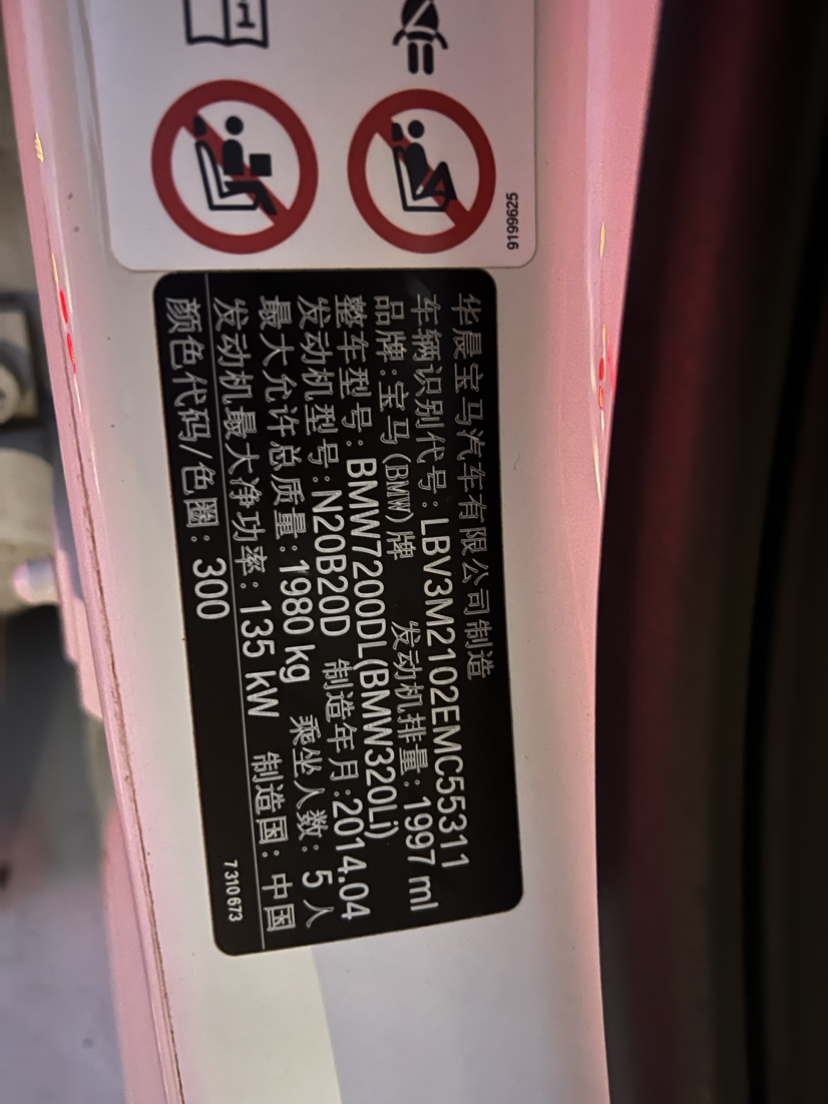 i
9199625
华晨宝马汽车有限公司制造
车辆识别代号:LBV3M2102EMC55311
品牌:宝马(BMW)牌 发动机排量:1997 ml
整车型号:BMW7200DL(BMW320Li)
发动机型号:N20B20D 制造年月:2014.04
最大允许总质量:1980 kg 乘坐人数: 5 人
发动机最大净功率:135 kW 制造国:中国
颜色代码/色圈: 300
7310673